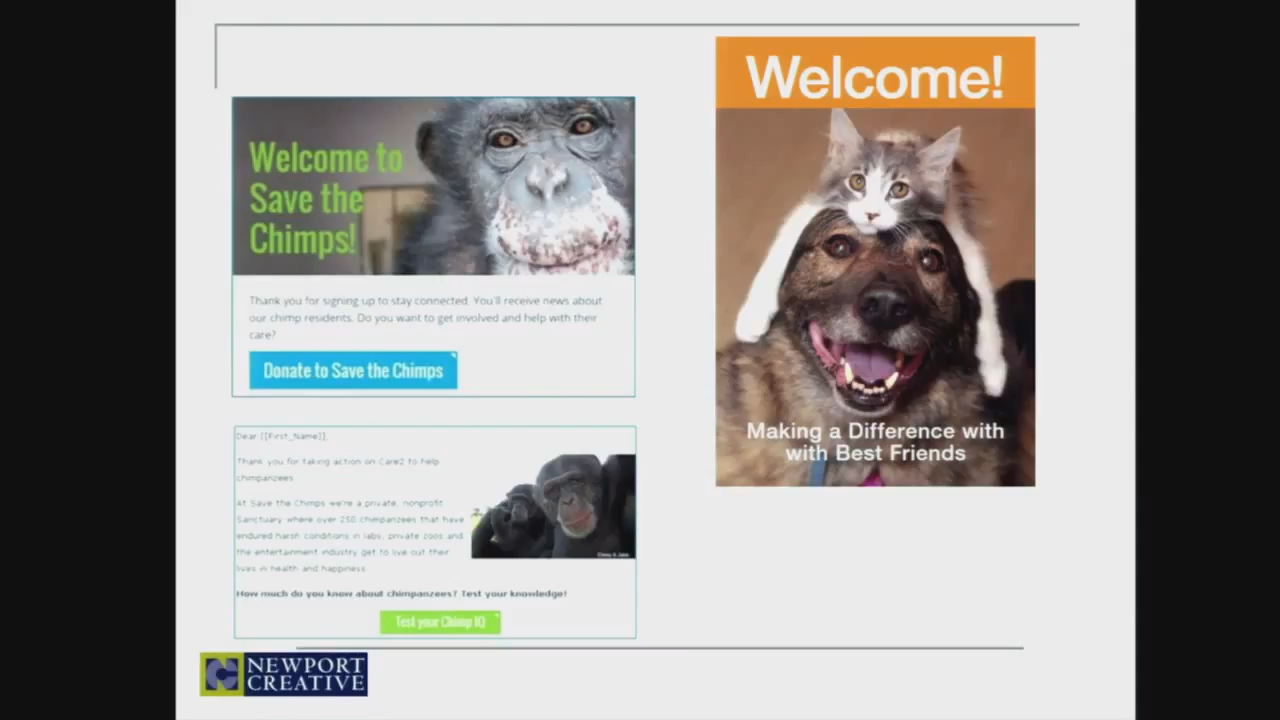 Welcome to
Save the
Chimps!
Thank you for signing up to stay connected. You'll receive news about
our chimp residents. Do you want to get involved and help with their
care?
Donate to Save the Chimps
Dear [[First_Name]],
Thank you for taking action on Care2 to help
chimpanzees
At Save the Chimps we're a private, nonprofit
Sanctuary where over 250 chimpanzees that have
endured harsh conditions in labs, private zoos and
the entertainment industry get to live out their
lives in health and happiness
How much do you know about chimpanzees? Test your knowledge!
Test your Chimp IQ
Welcome!
Making a Difference with
with Best Friends
NEWPORT
CREATIVE